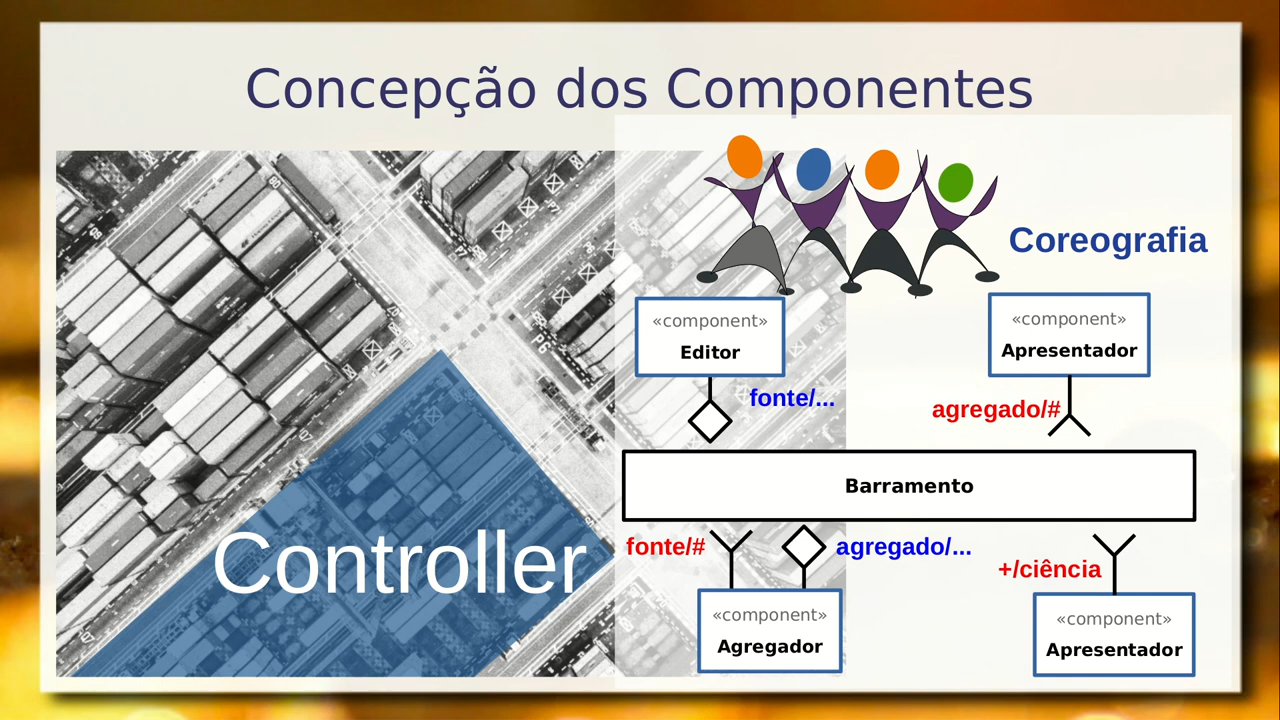 Concepção dos Componentes
Coreografia
«component»
Editor
«component»
Apresentador
fonte/...
agregado/#
Barramento
Controller
fonte/#
agregado/...
+/ciência
«component»
Agregador
«component»
Apresentador
P6